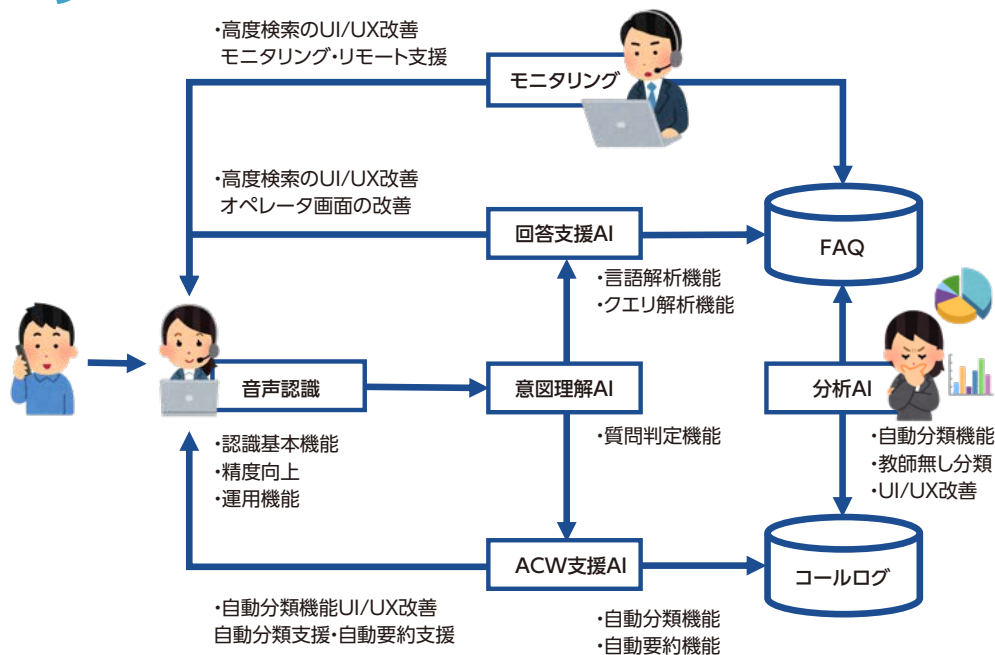 ・高度検索のUI/UX改善
モニタリング・リモート支援
モニタリング
・高度検索のUI/UX改善
オペレータ画面の改善
回答支援AI
FAQ
・言語解析機能
・クエリ解析機能
音声認識
意図理解AI
分析AI
・認識基本機能
・精度向上
・運用機能
・質問判定機能
・自動分類機能
・教師無し分類
・UI/UX改善
ACW支援AI
コールログ
・自動分類機能UI/UX改善
自動分類支援・自動要約支援
・自動分類機能
・自動要約機能